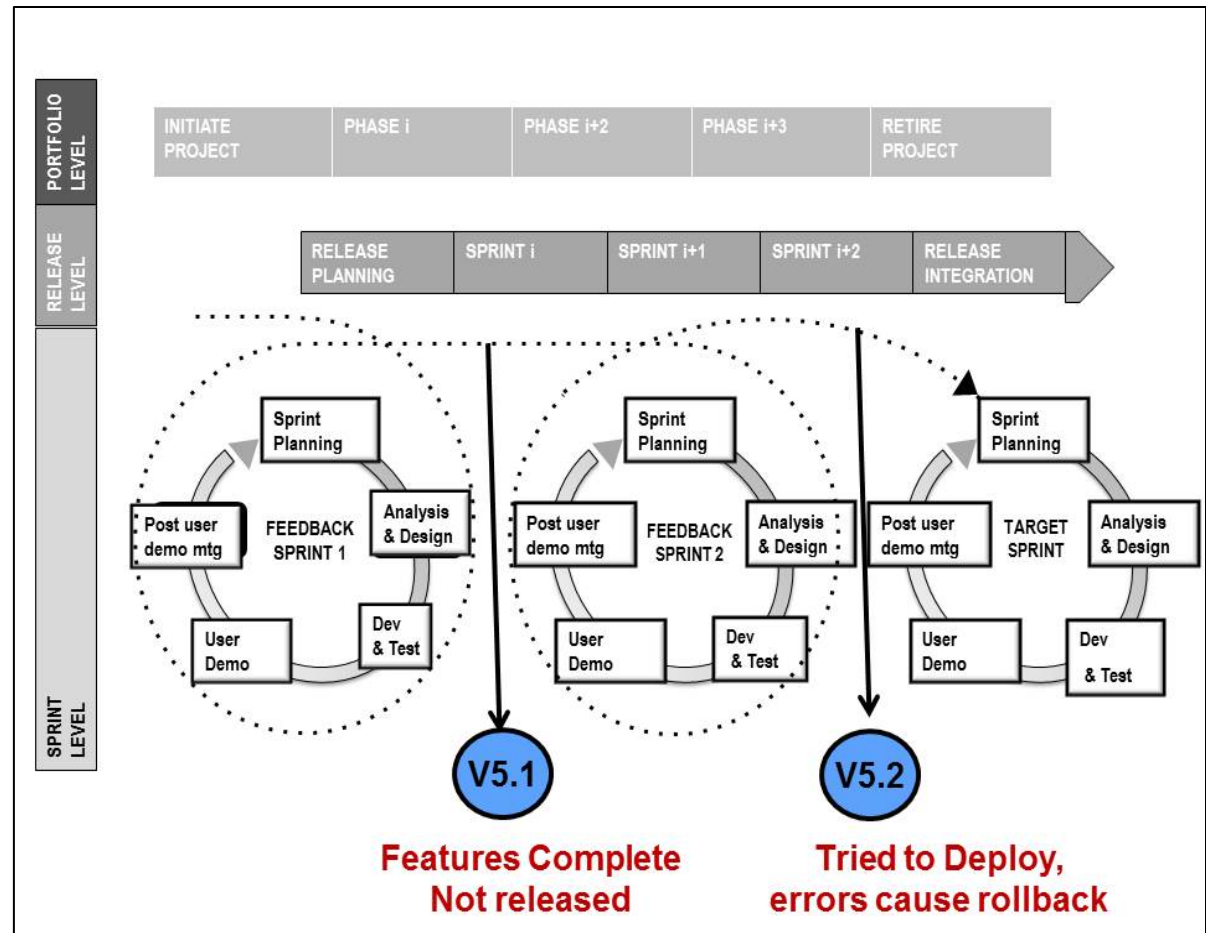 PORTFOLIO
LEVEL
INITIATE
PROJECT
PHASE i
PHASE i+2
PHASE i+3
RETIRE
PROJECT
RELEASE
LEVEL
RELEASE
PLANNING
SPRINT i
SPRINT i+1
SPRINT i+2
RELEASE
INTEGRATION
SPRINT
LEVEL
Sprint
Planning
Analysis
& Design
Dev
& Test
User
Demo
Post user
demo mtg
FEEDBACK
SPRINT 1
Sprint
Planning
Analysis
& Design
Dev
& Test
User
Demo
Post user
demo mtg
FEEDBACK
SPRINT 2
Sprint
Planning
Analysis
& Design
Dev
& Test
User
Demo
Post user
demo mtg
TARGET
SPRINT
V5.1
Features Complete
Not released
V5.2
Tried to Deploy,
errors cause rollback